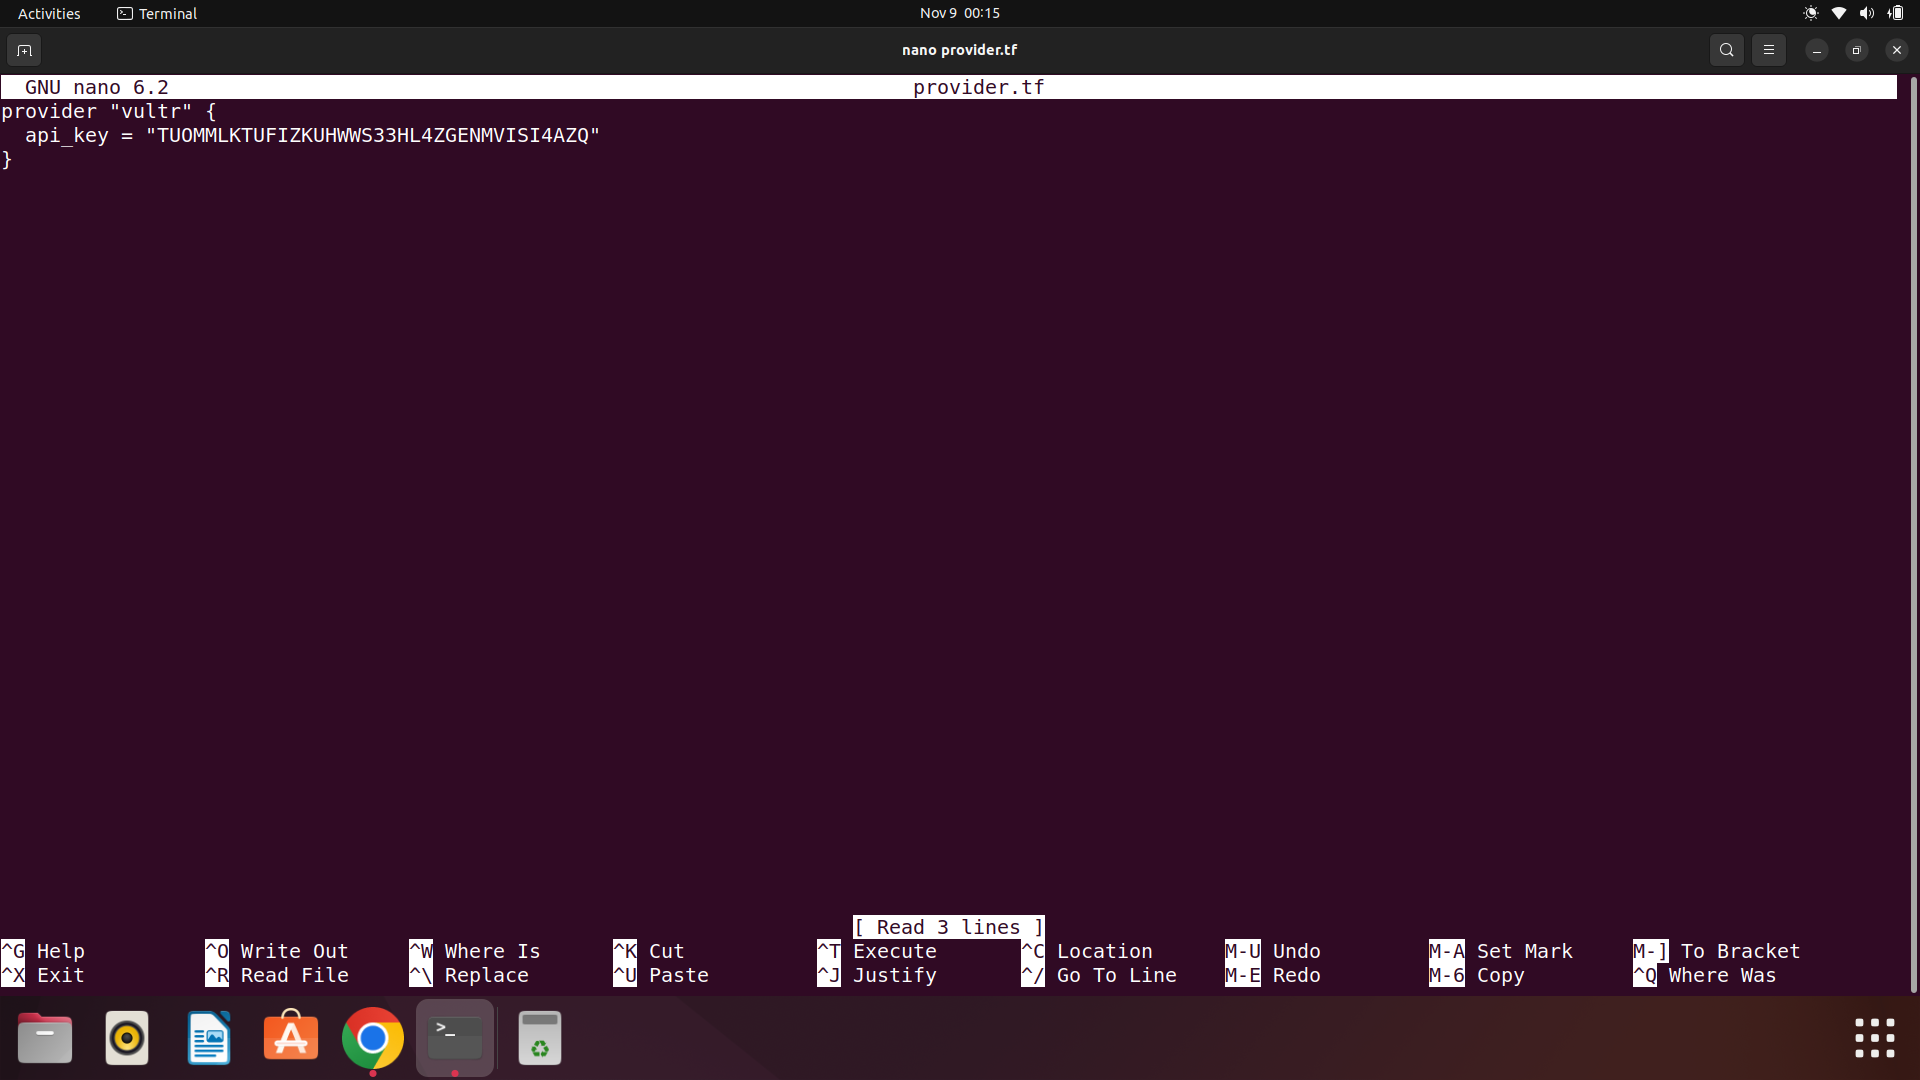 Activities Terminal Nov 9 00:15
nano provider.tf
GNU nano 6.2 provider.tf
provider "vultr" {
  api_key = "TUOMMLKTUFIZKUHWWS33HL4ZGENMVISI4AZQ"
}
[ Read 3 lines ]
^G Help ^O Write Out ^W Where Is ^K Cut ^T Execute ^C Location M-U Undo M-A Set Mark M-] To Bracket
^X Exit ^R Read File ^\ Replace ^U Paste ^J Justify ^/ Go To Line M-E Redo M-6 Copy ^Q Where Was
>_